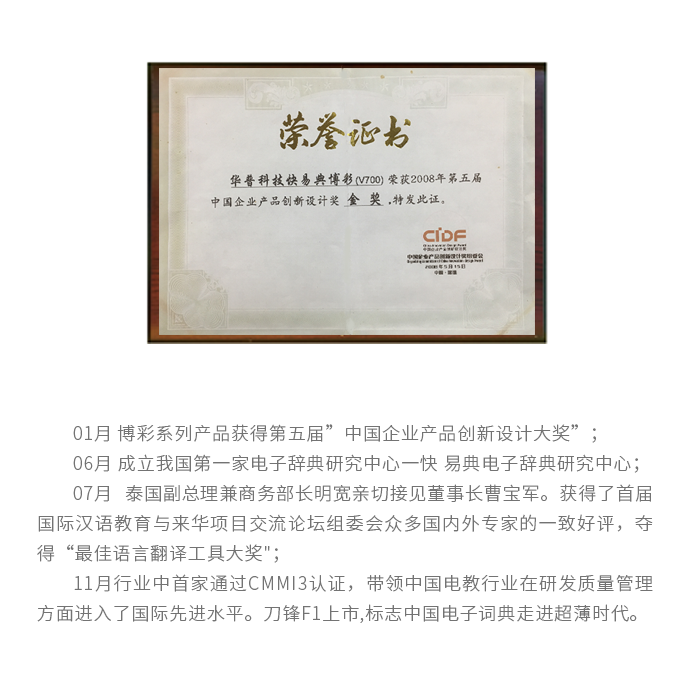 荣誉证书
华普科技快易典博彩(V700) 荣获2008年第五届
中国企业产品创新设计奖 金 奖 ,特发此证。
CIDF
中国企业产品创新设计奖组委会
2008年5月15日
中国·深圳
01月 博彩系列产品获得第五届”中国企业产品创新设计大奖”；
06月 成立我国第一家电子辞典研究中心一快 易典电子辞典研究中心；
07月 泰国副总理兼商务部长明宽亲切接见董事长曹宝军。获得了首届
国际汉语教育与来华项目交流论坛组委会众多国内外专家的一致好评，夺
得“最佳语言翻译工具大奖"；
11月行业中首家通过CMMI3认证，带领中国电教行业在研发质量管理
方面进入了国际先进水平。刀锋F1上市,标志中国电子词典走进超薄时代。